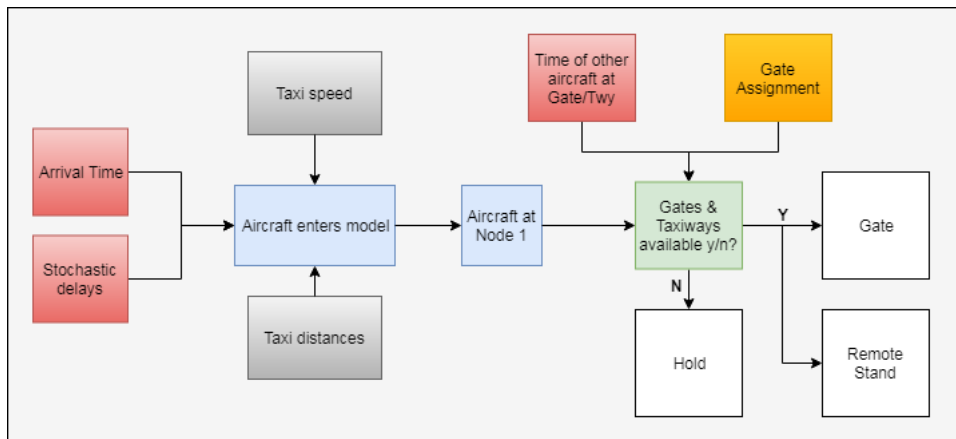 Time of other
aircraft at
Gate/Twy
Gate
Assignment
Taxi speed
Arrival Time
Stochastic
delays
Aircraft enters model
Aircraft at
Node 1
Gates &
Taxiways
available y/n?
Y
Gate
N
Taxi distances
Hold
Remote
Stand